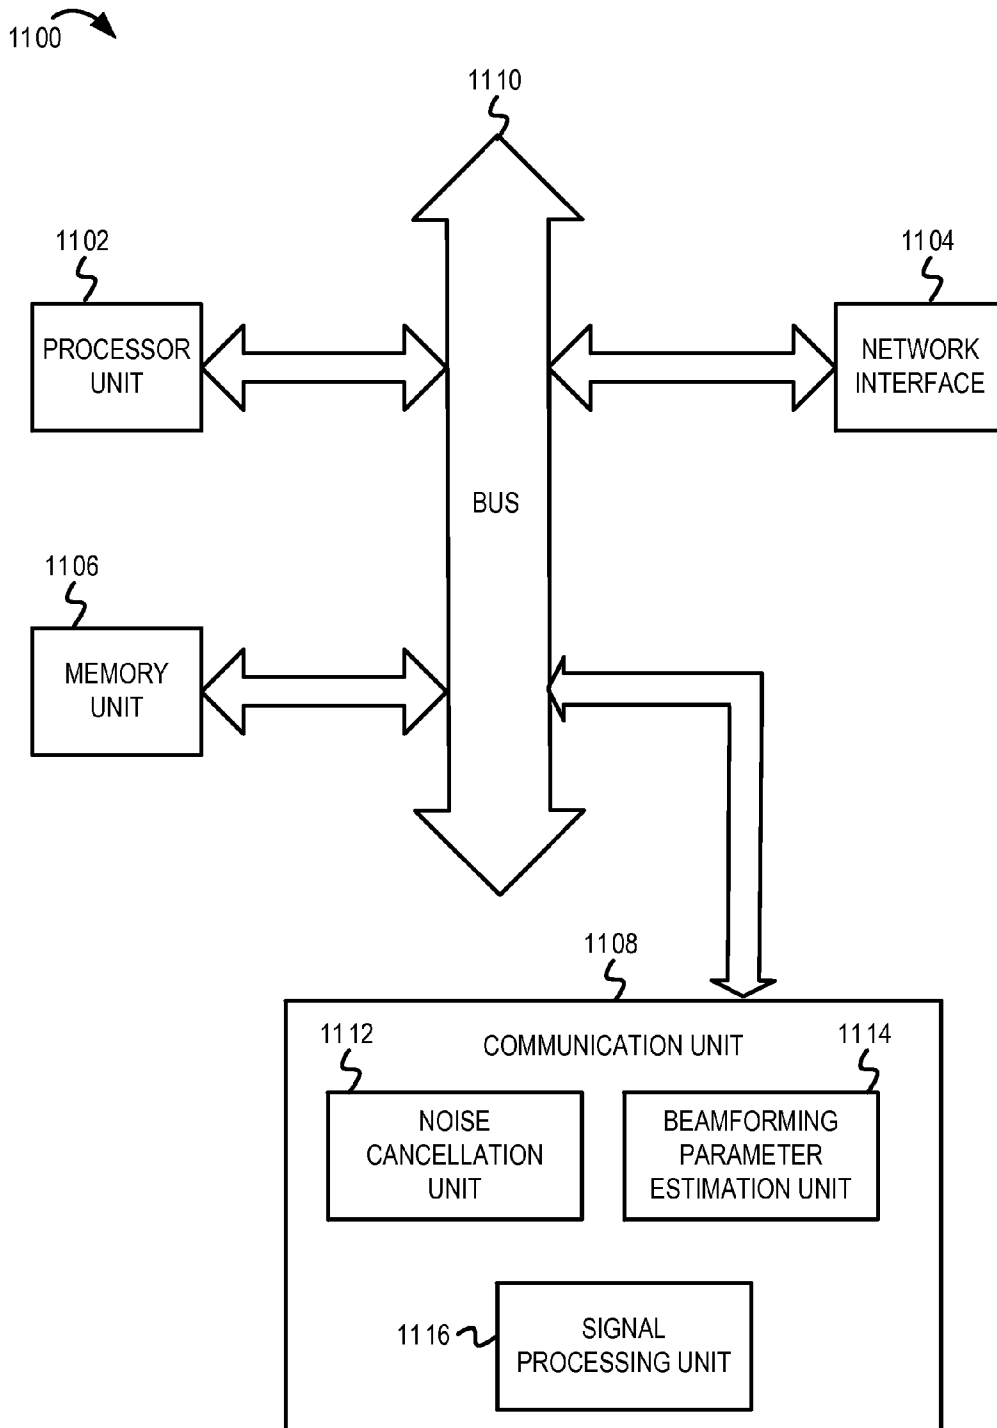 1100
1110
1102
PROCESSOR
UNIT
1104
NETWORK
INTERFACE
BUS
1106
MEMORY
UNIT
1108
COMMUNICATION UNIT
1112
NOISE
CANCELLATION
UNIT
1114
BEAMFORMING
PARAMETER
ESTIMATION UNIT
1116
SIGNAL
PROCESSING UNIT